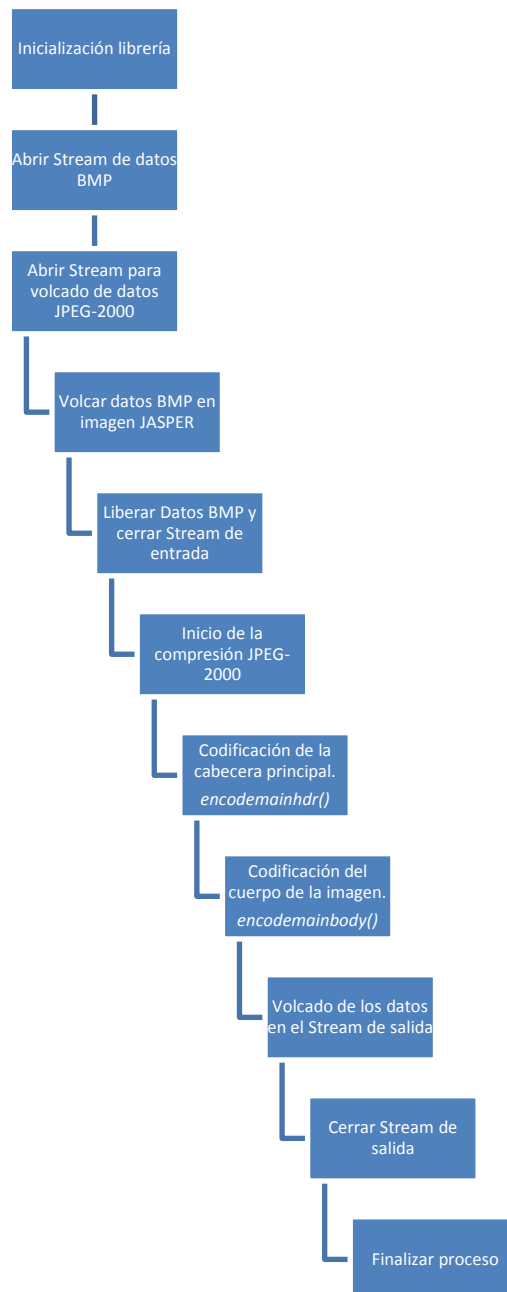 Inicialización librería
Abrir Stream de datos
BMP
Abrir Stream para
volcado de datos
JPEG-2000
Volcar datos BMP en
imagen JASPER
Liberar Datos BMP y
cerrar Stream de
entrada
Inicio de la
compresión JPEG-
2000
Codificación de la
cabecera principal.
encodemainhdr()
Codificación del
cuerpo de la imagen.
encodemainbody()
Volcado de los datos
en el Stream de salida
Cerrar Stream de
salida
Finalizar proceso